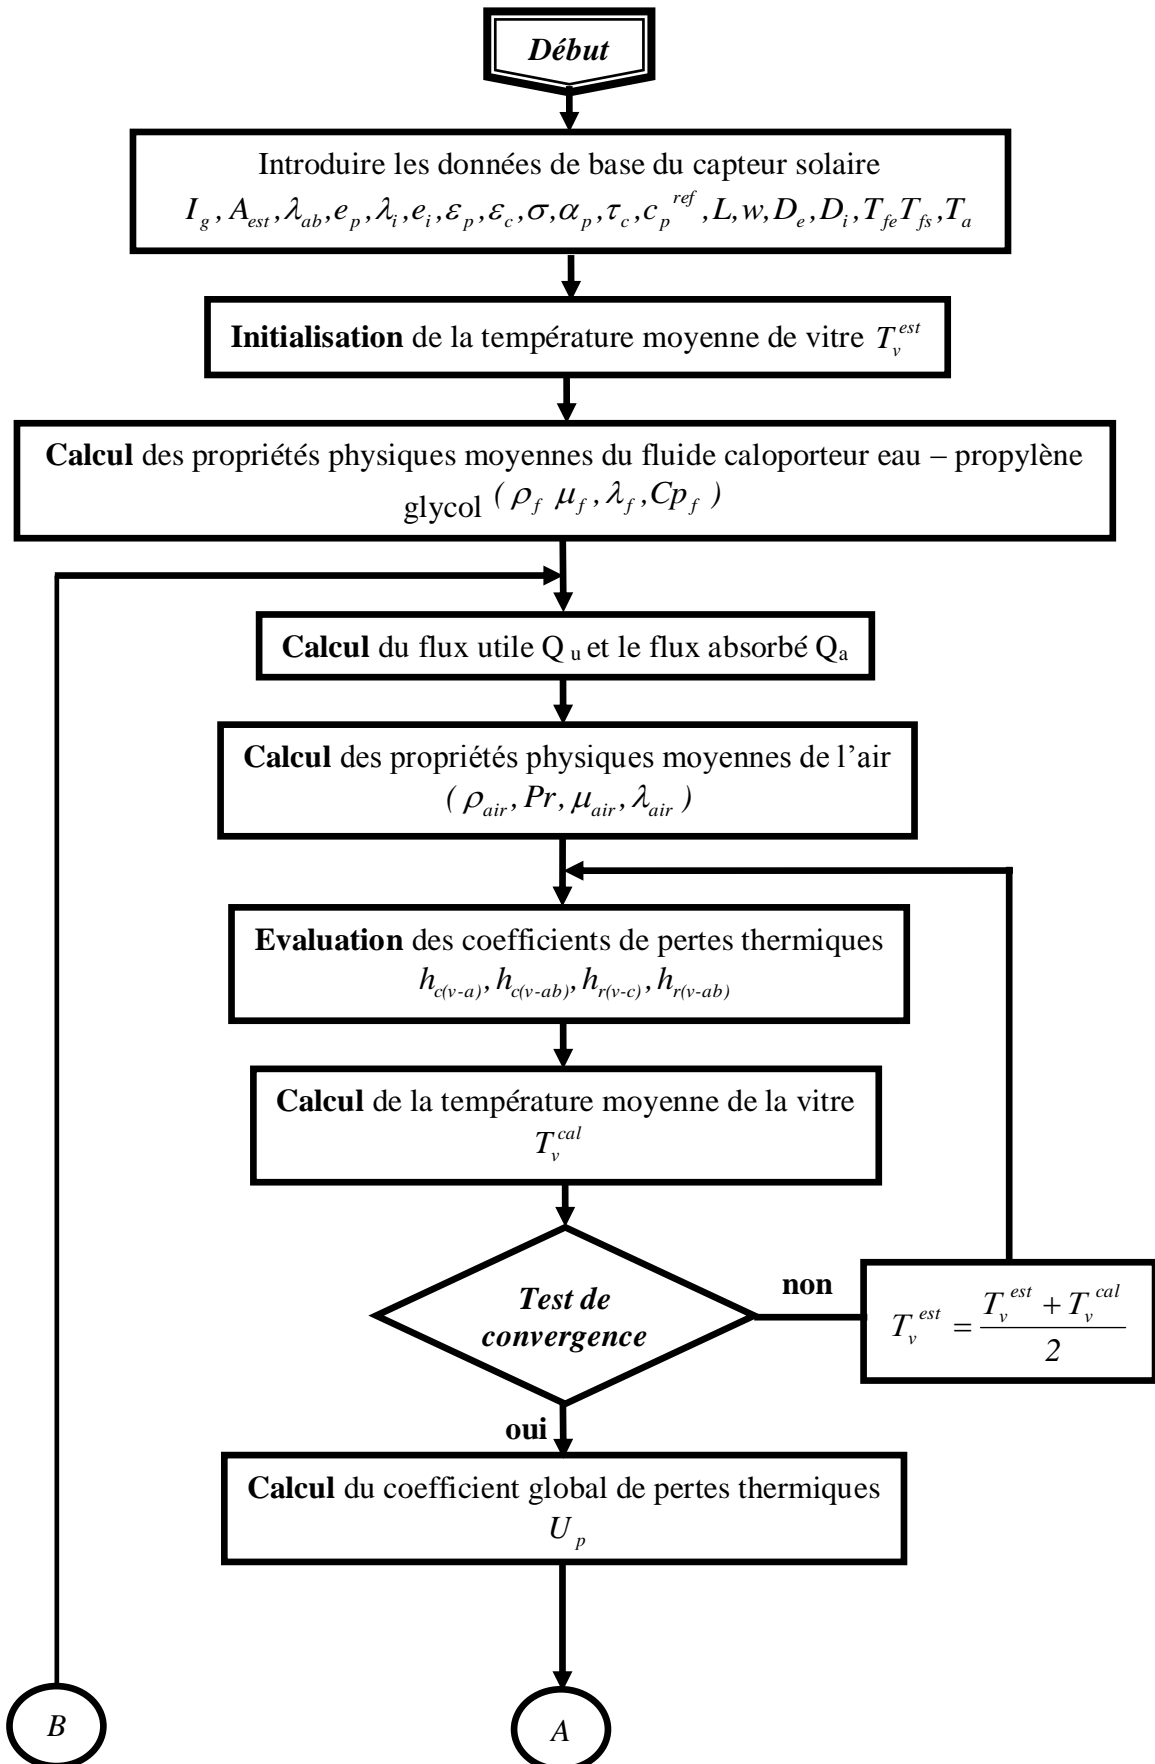 Début
Introduire les données de base du capteur solaire
I_g, A_est, λ_ab, e_p, λ_i, e_i, ε_p, ε_c, σ, α_p, τ_c, c_p^ref, L, w, D_e, D_i, T_fe T_fs, T_a
Initialisation de la température moyenne de vitre T_v^est
Calcul des propriétés physiques moyennes du fluide caloporteur eau – propylène
glycol ( ρ_f μ_f, λ_f, Cp_f )
Calcul du flux utile Q_u et le flux absorbé Q_a
Calcul des propriétés physiques moyennes de l’air
( ρ_air, Pr, μ_air, λ_air )
Evaluation des coefficients de pertes thermiques
h_c(v-a), h_c(v-ab), h_r(v-c), h_r(v-ab)
Calcul de la température moyenne de la vitre
T_v^cal
Test de
convergence
non
T_v^est = (T_v^est + T_v^cal) / 2
oui
Calcul du coefficient global de pertes thermiques
U_p
B
A